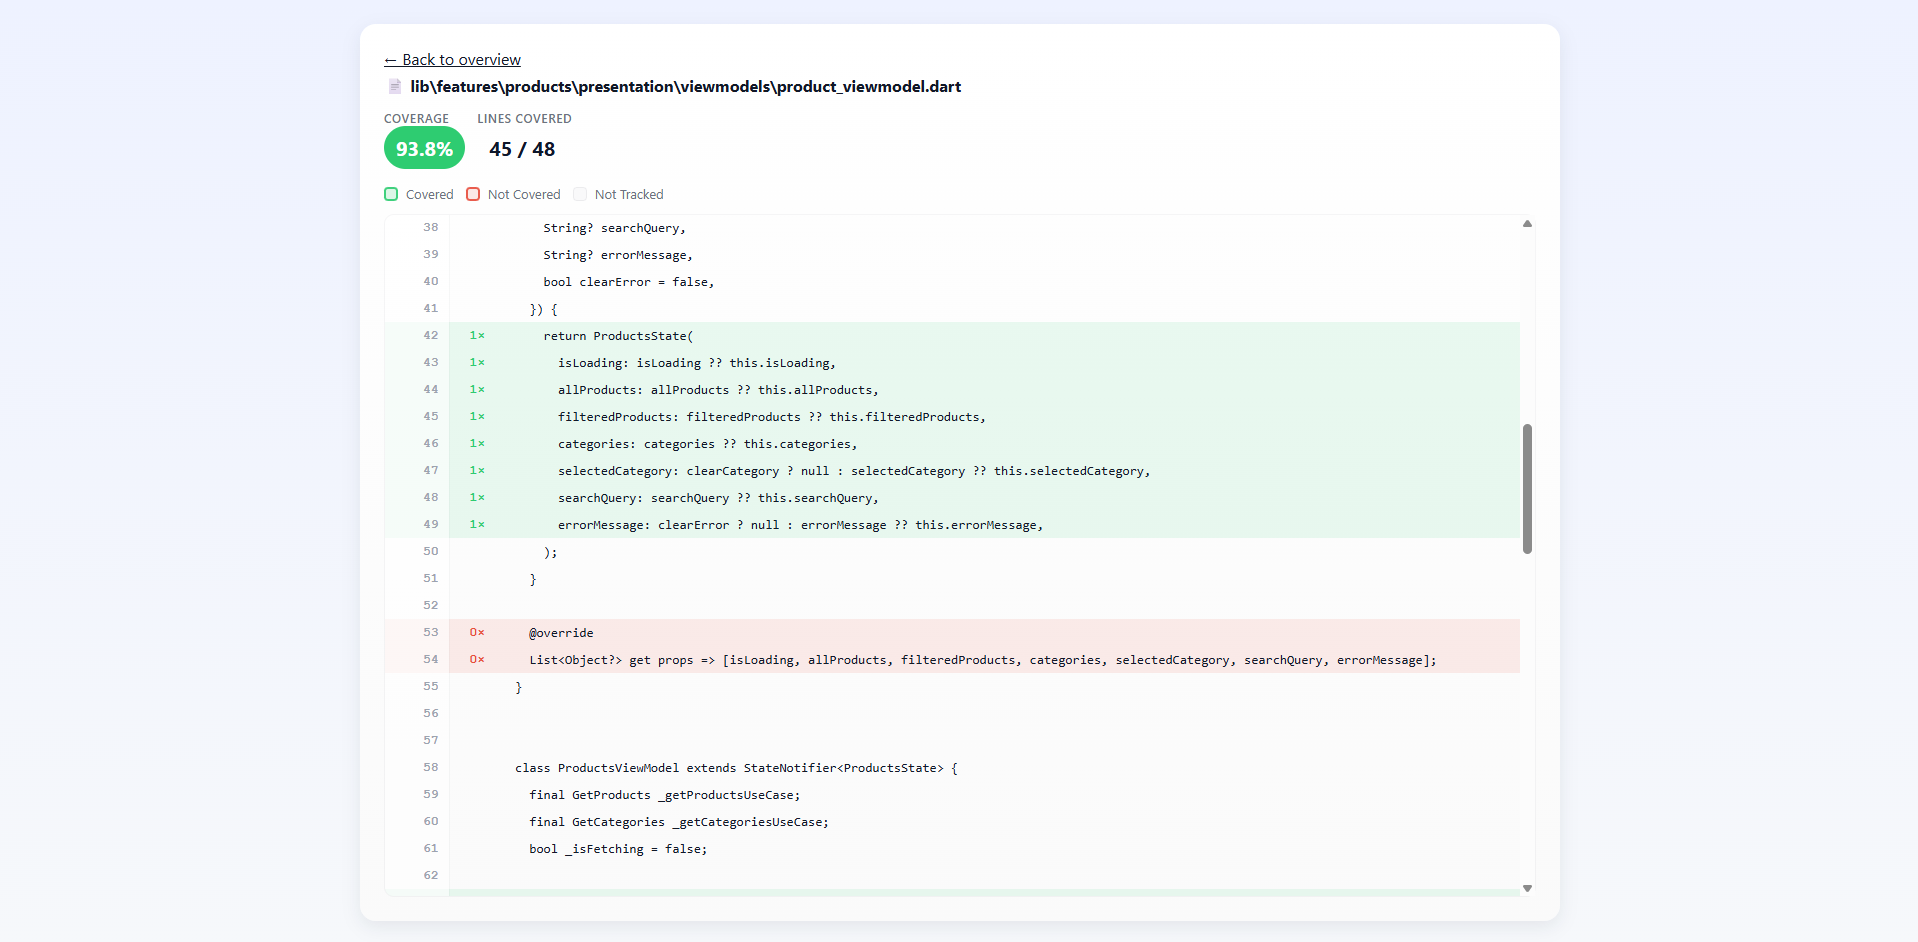 ← Back to overview
lib\features\products\presentation\viewmodels\product_viewmodel.dart
COVERAGE LINES COVERED
93.8% 45 / 48
Covered Not Covered Not Tracked
38 String? searchQuery,
39 String? errorMessage,
40 bool clearError = false,
41 }) {
42 1× return ProductsState(
43 1× isLoading: isLoading ?? this.isLoading,
44 1× allProducts: allProducts ?? this.allProducts,
45 1× filteredProducts: filteredProducts ?? this.filteredProducts,
46 1× categories: categories ?? this.categories,
47 1× selectedCategory: clearCategory ? null : selectedCategory ?? this.selectedCategory,
48 1× searchQuery: searchQuery ?? this.searchQuery,
49 1× errorMessage: clearError ? null : errorMessage ?? this.errorMessage,
50 );
51 }
52
53 0× @override
54 0× List<Object?> get props => [isLoading, allProducts, filteredProducts, categories, selectedCategory, searchQuery, errorMessage];
55 }
56
57
58 class ProductsViewModel extends StateNotifier<ProductsState> {
59 final GetProducts _getProductsUseCase;
60 final GetCategories _getCategoriesUseCase;
61 bool _isFetching = false;
62